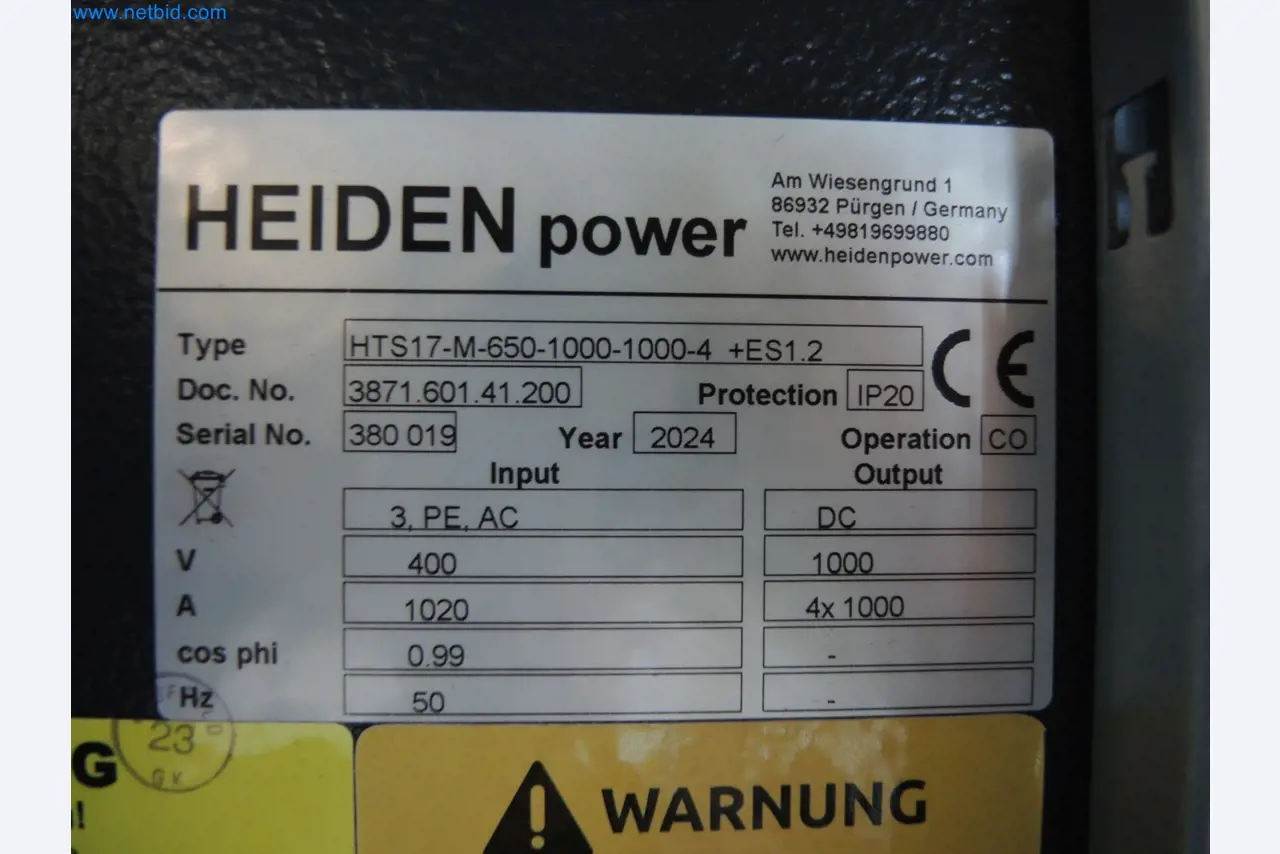 www.netbid.com
HEIDEN power
Am Wiesengrund 1
86932 Pürgen / Germany
Tel. +49819699880
www.heidenpower.com
Type HTS17-M-650-1000-1000-4 +ES1.2
CE
Doc. No. 3871.601.41.200 Protection IP20
Serial No. 380 019 Year 2024 Operation CO
Input Output
3, PE, AC DC
V 400 1000
A 1020 4x 1000
cos phi 0.99 -
Hz 50 -
23
G K
G
!
WARNUNG